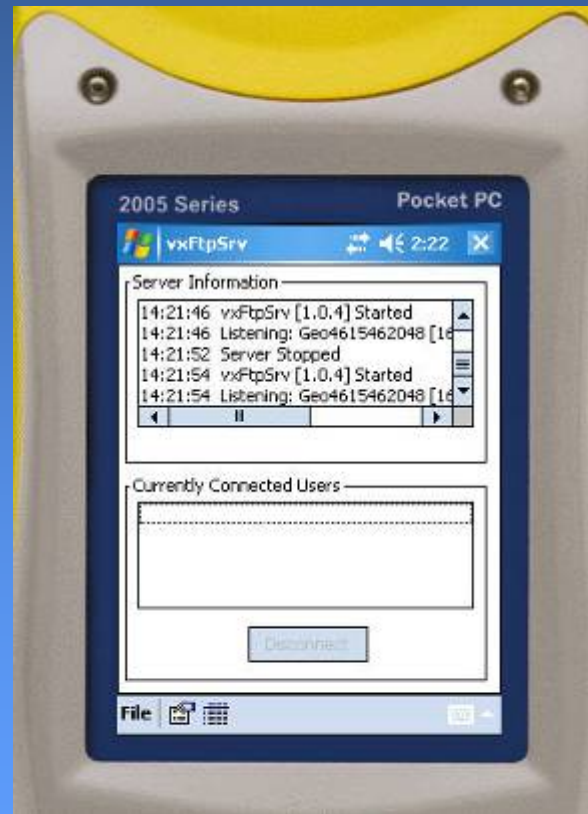 2005 Series Pocket PC
vxFtpSrv 2:22
Server Information
14:21:46 vxFtpSrv [1.0.4] Started
14:21:46 Listening: Geo4615462048 [16
14:21:52 Server Stopped
14:21:54 vxFtpSrv [1.0.4] Started
14:21:54 Listening: Geo4615462048 [16
Currently Connected Users
Disconnect
File